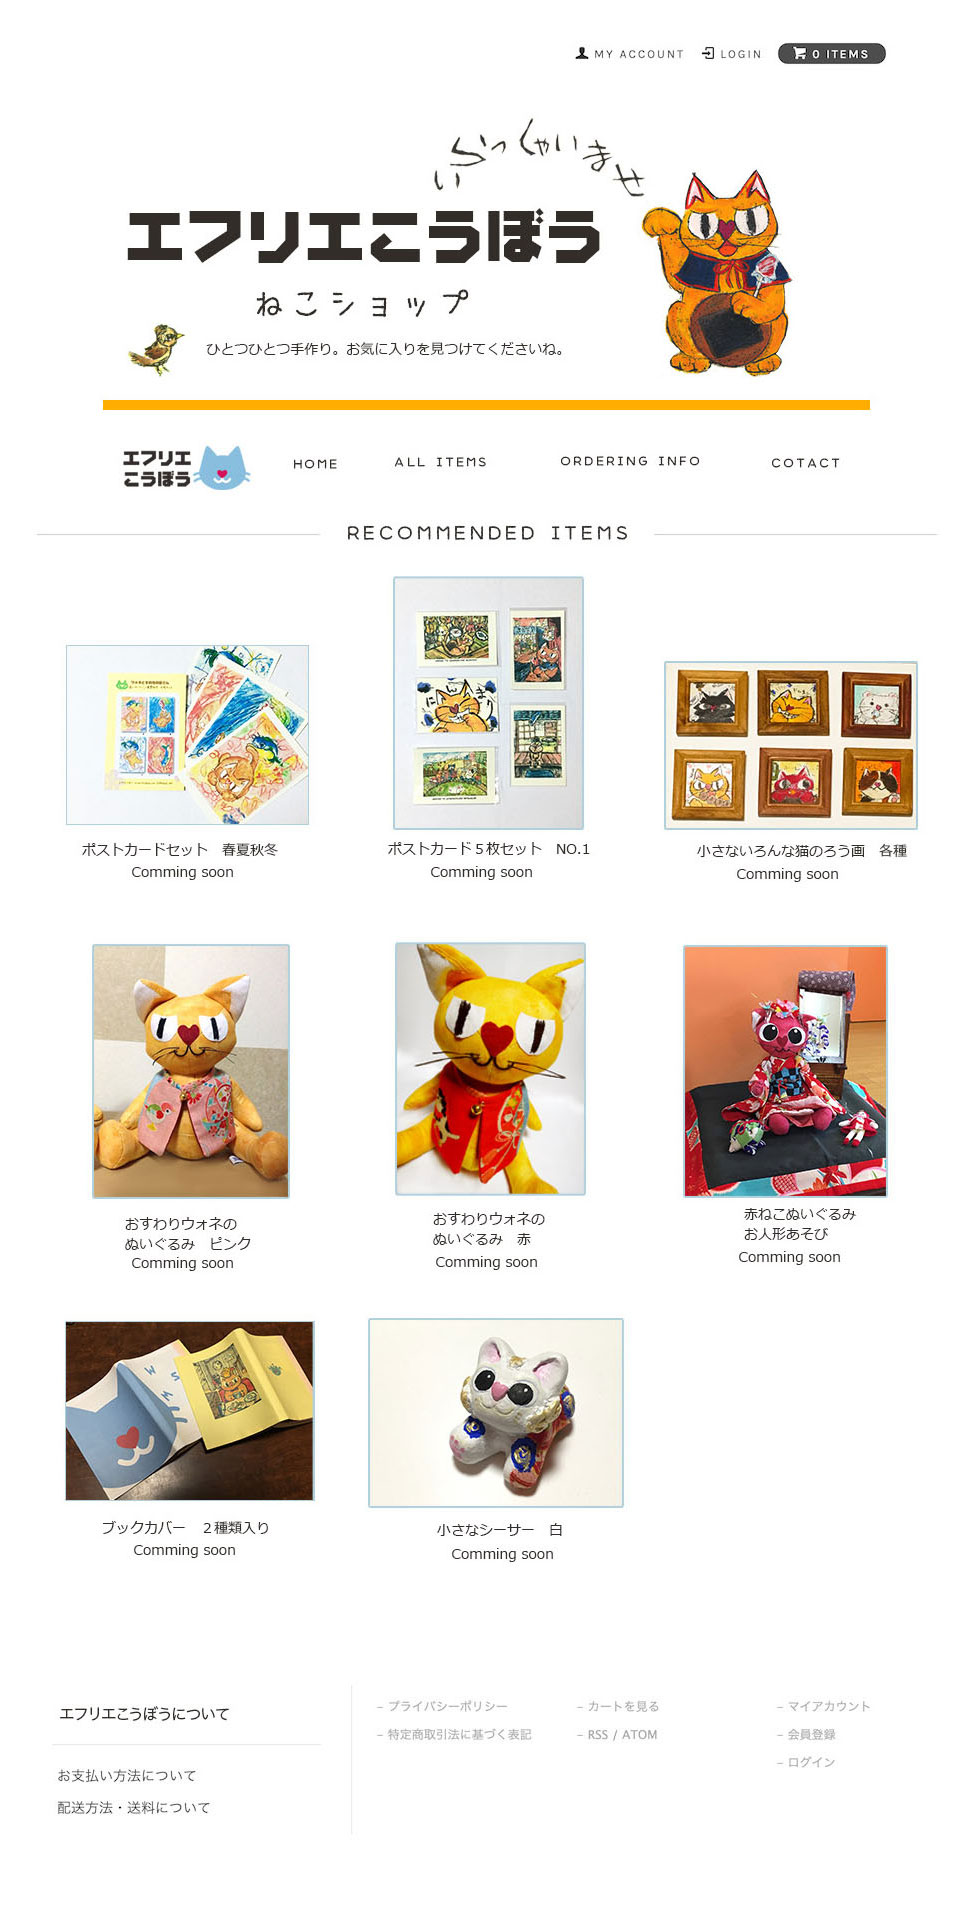 MY ACCOUNT
LOGIN
0 ITEMS
いらっしゃいませ
エフリエこうぼう
ねこショップ
ひとつひとつ手作り。お気に入りを見つけてくださいね。
エフリエ
こうぼう
HOME
ALL ITEMS
ORDERING INFO
COTACT
RECOMMENDED ITEMS
ポストカードセット　春夏秋冬
Comming soon
ポストカード５枚セット　NO.1
Comming soon
小さないろんな猫のろう画　各種
Comming soon
おすわりウォネの
ぬいぐるみ　ピンク
Comming soon
おすわりウォネの
ぬいぐるみ　赤
Comming soon
赤ねこぬいぐるみ
お人形あそび
Comming soon
ブックカバー　２種類入り
Comming soon
小さなシーサー　白
Comming soon
エフリエこうぼうについて
お支払い方法について
配送方法・送料について
– プライバシーポリシー
– 特定商取引法に基づく表記
– カートを見る
– RSS / ATOM
– マイアカウント
– 会員登録
– ログイン